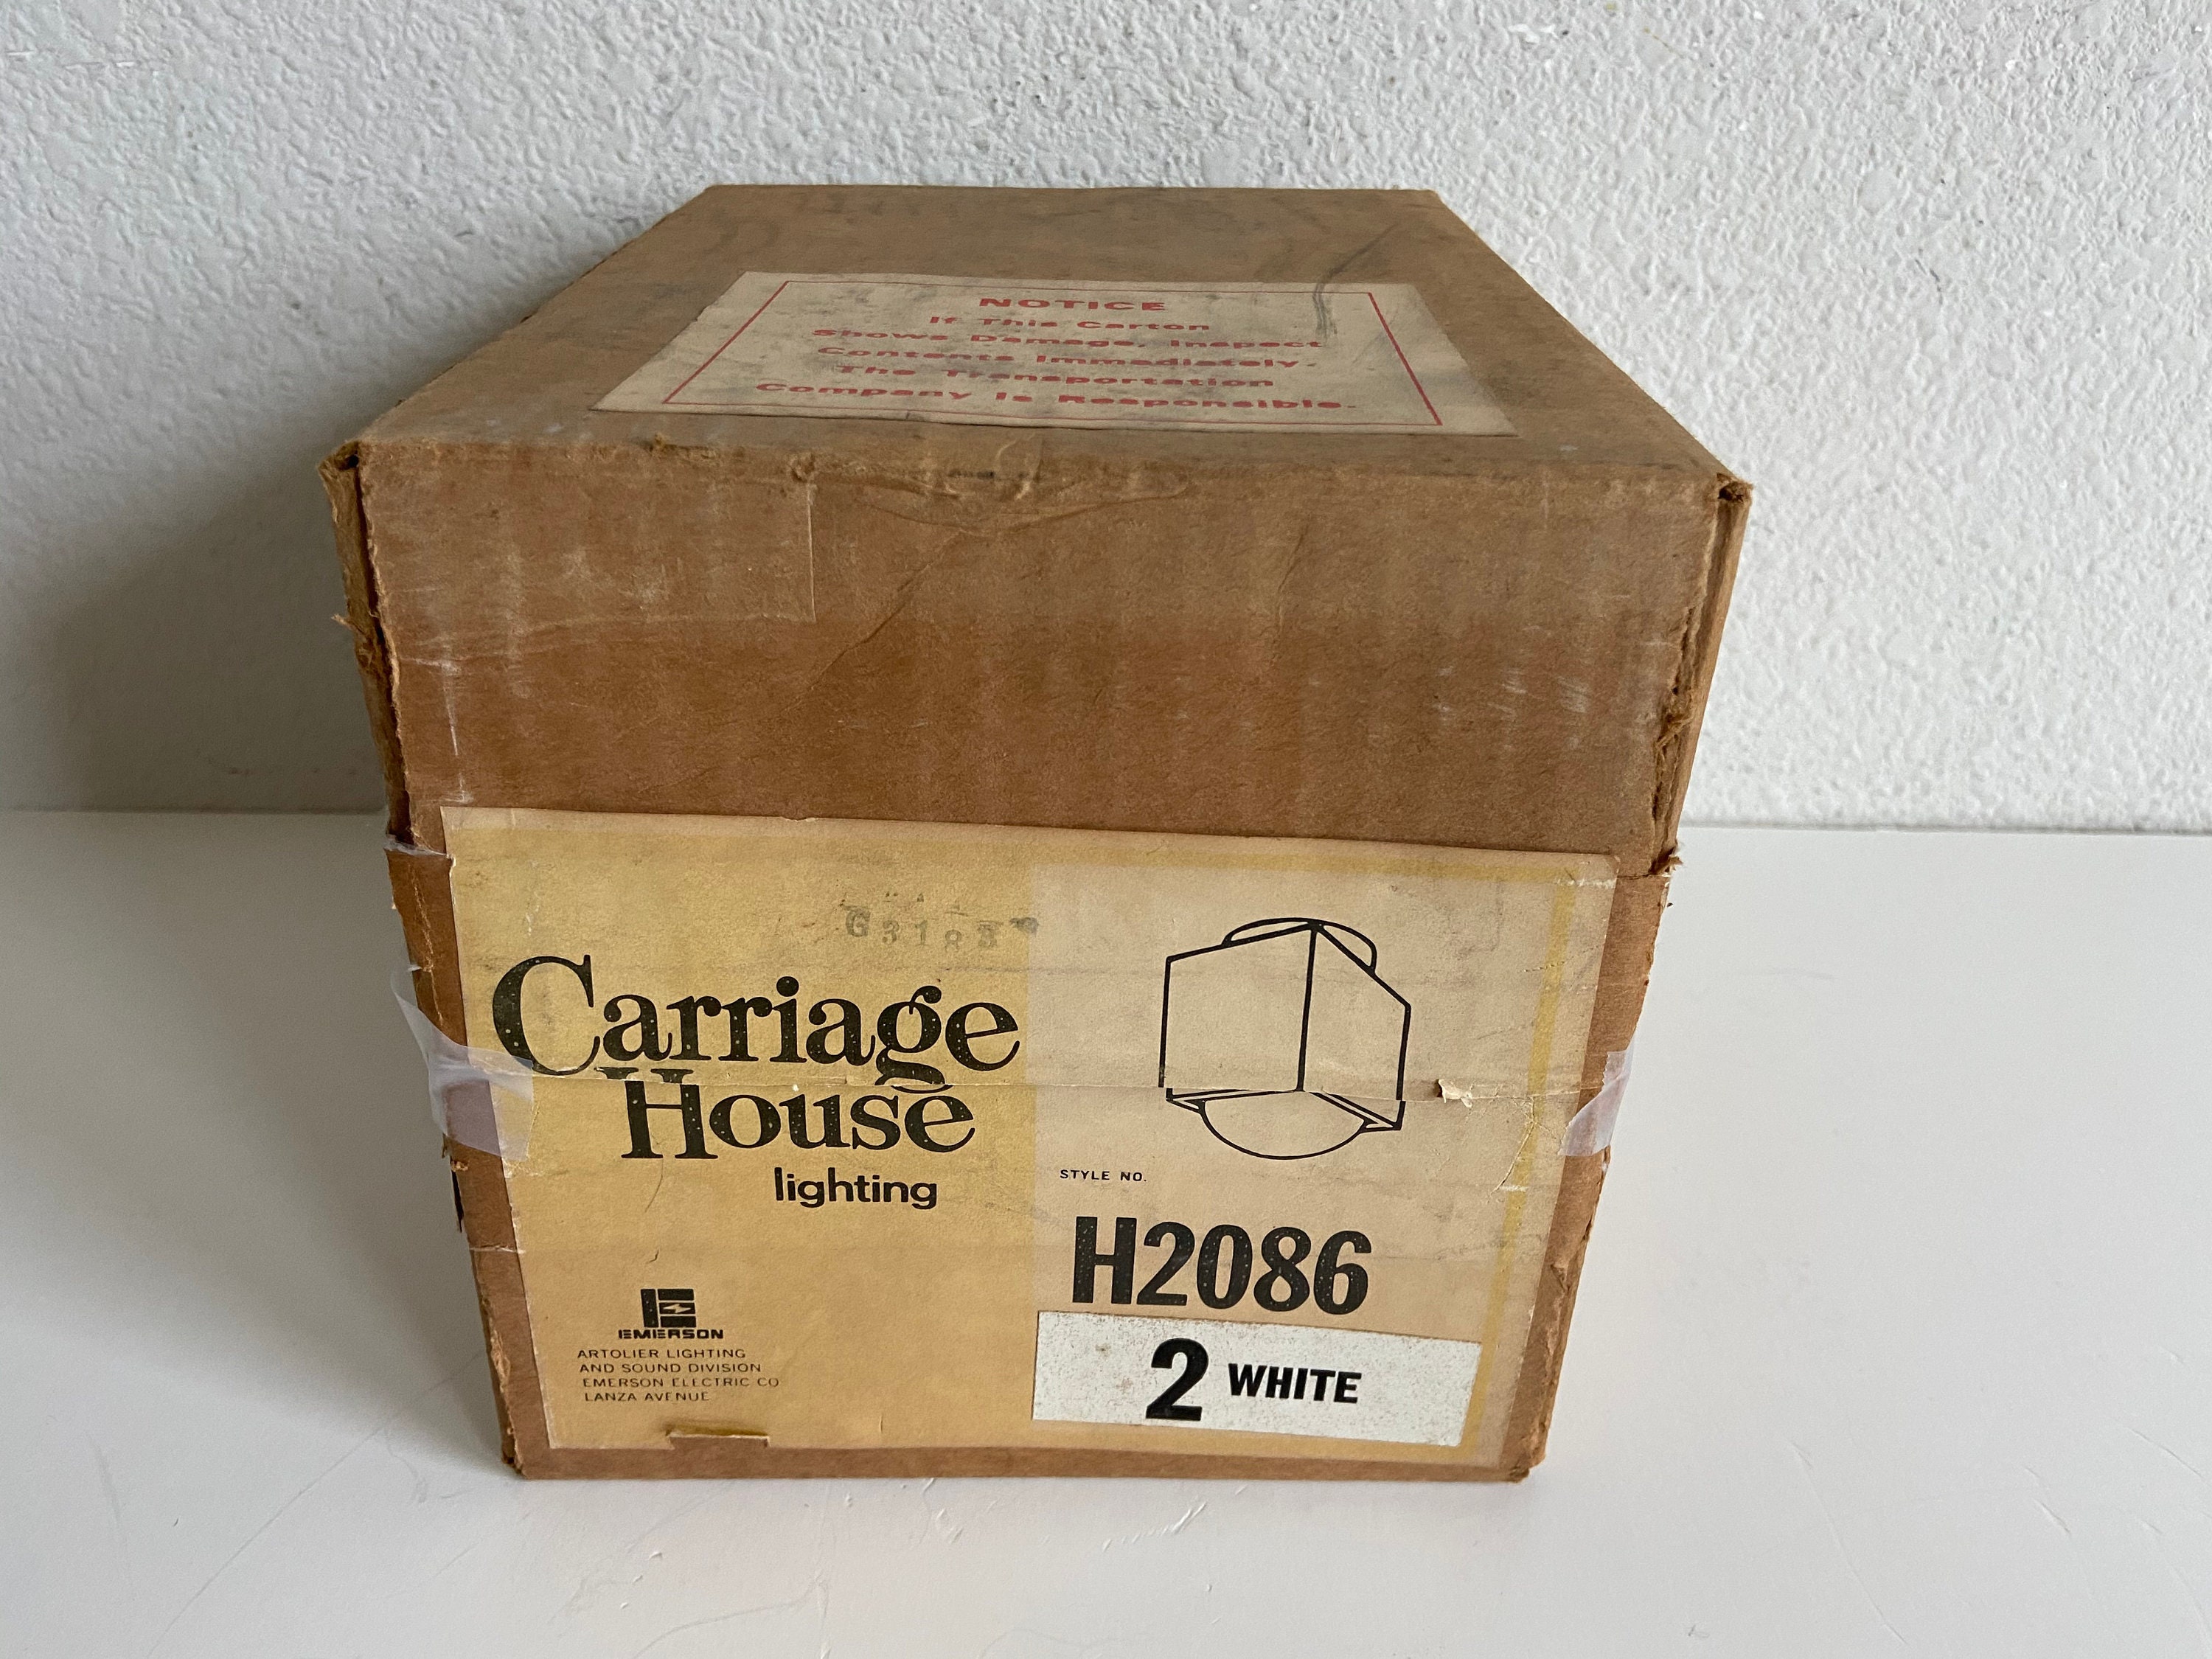 NOTICE
If This Carton
Shows Damage, Inspect
Contents Immediately.
The Transportation
Company is Responsible.
Carriage
House
lighting
STYLE NO.
H2086
2 WHITE
EMERSON
ARTOLIER LIGHTING
AND SOUND DIVISION
EMERSON ELECTRIC CO
LANZA AVENUE